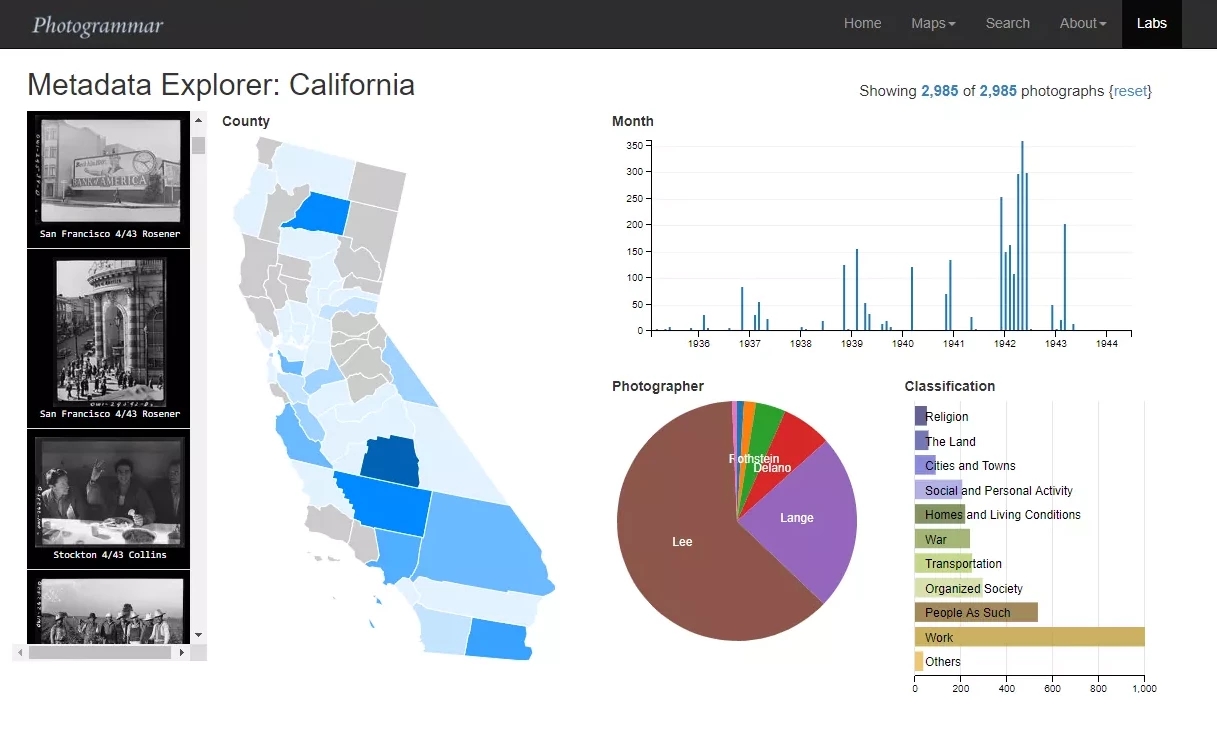 Photogrammar
Home Maps Search About Labs
Metadata Explorer: California
Showing 2,985 of 2,985 photographs {reset}
County
Month
BANK of AMERICA
San Francisco 4/43 Rosener
San Francisco 4/43 Rosener
Stockton 4/43 Collins
350
300
250
200
150
100
50
0
1936 1937 1938 1939 1940 1941 1942 1943 1944
Photographer
Rothstein
Delano
Lange
Lee
Classification
Religion
The Land
Cities and Towns
Social and Personal Activity
Homes and Living Conditions
War
Transportation
Organized Society
People As Such
Work
Others
0 200 400 600 800 1,000